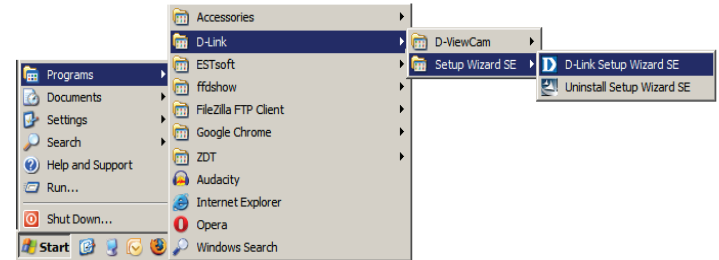 Programs
Documents
Settings
Search
Help and Support
Run...
Shut Down...
Start
Accessories
D-Link
ESTsoft
ffdshow
FileZilla FTP Client
Google Chrome
ZDT
Audacity
Internet Explorer
Opera
Windows Search
D-ViewCam
Setup Wizard SE
D-Link Setup Wizard SE
Uninstall Setup Wizard SE